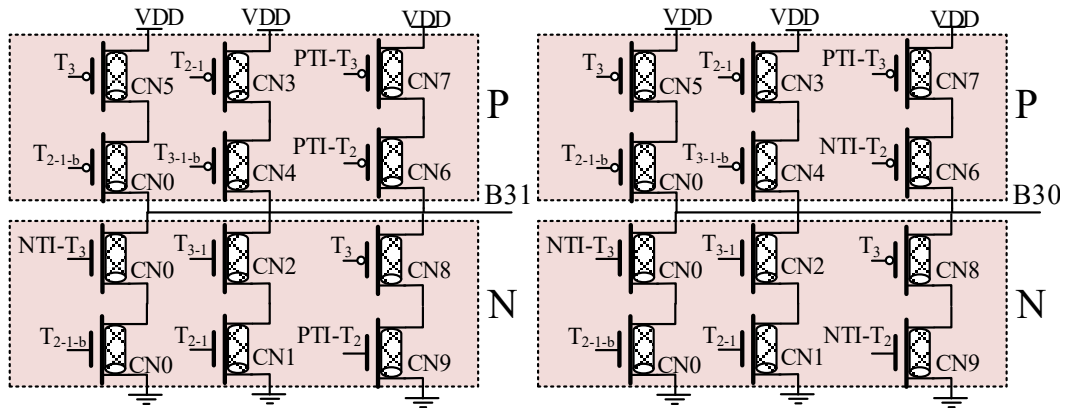 VDD VDD VDD
T3 T2-1 PTI-T3
CN5 CN3 CN7
P
T2-1-b T3-1-b PTI-T2
CN0 CN4 CN6
B31
NTI-T3 T3-1 T3
CN0 CN2 CN8
N
T2-1-b T2-1 PTI-T2
CN0 CN1 CN9
VDD VDD VDD
T3 T2-1 PTI-T3
CN5 CN3 CN7
P
T2-1-b T3-1-b NTI-T2
CN0 CN4 CN6
B30
NTI-T3 T3-1 T3
CN0 CN2 CN8
N
T2-1-b T2-1 NTI-T2
CN0 CN1 CN9